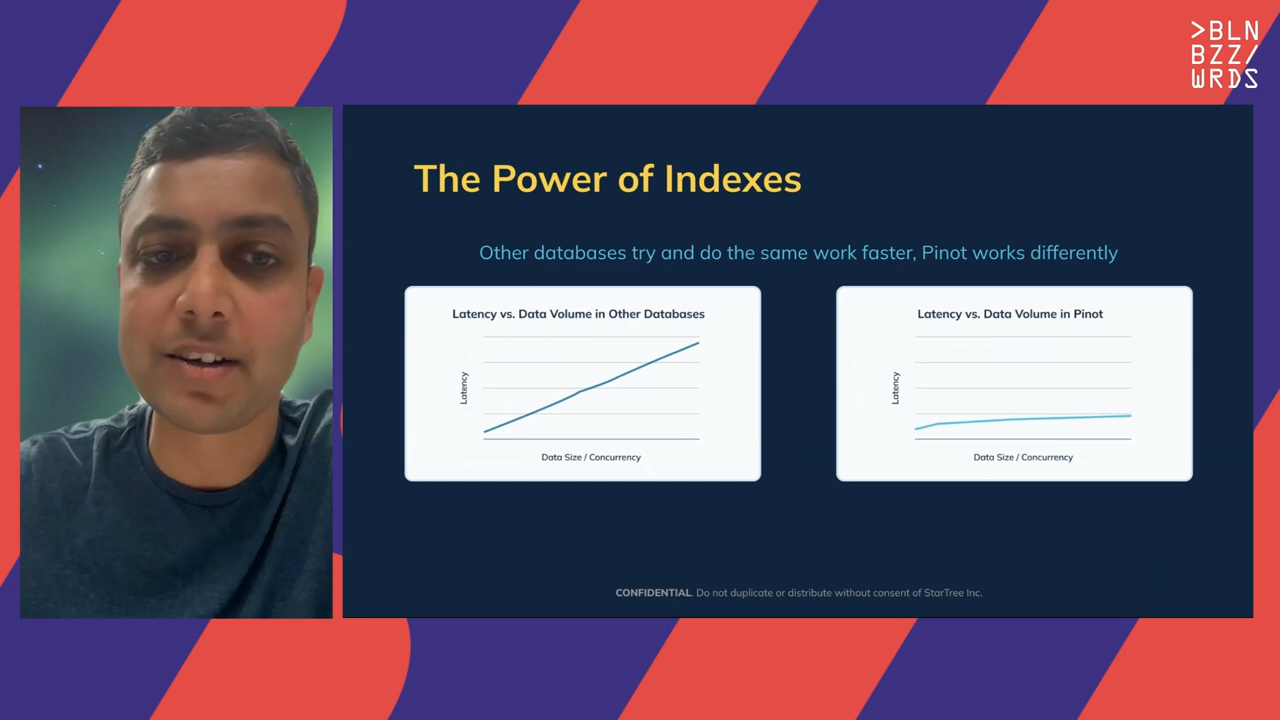 >BLN
BZZ/
WRDS
The Power of Indexes
Other databases try and do the same work faster, Pinot works differently
Latency vs. Data Volume in Other Databases
Latency
Data Size / Concurrency
Latency vs. Data Volume in Pinot
Latency
Data Size / Concurrency
CONFIDENTIAL. Do not duplicate or distribute without consent of StarTree Inc.